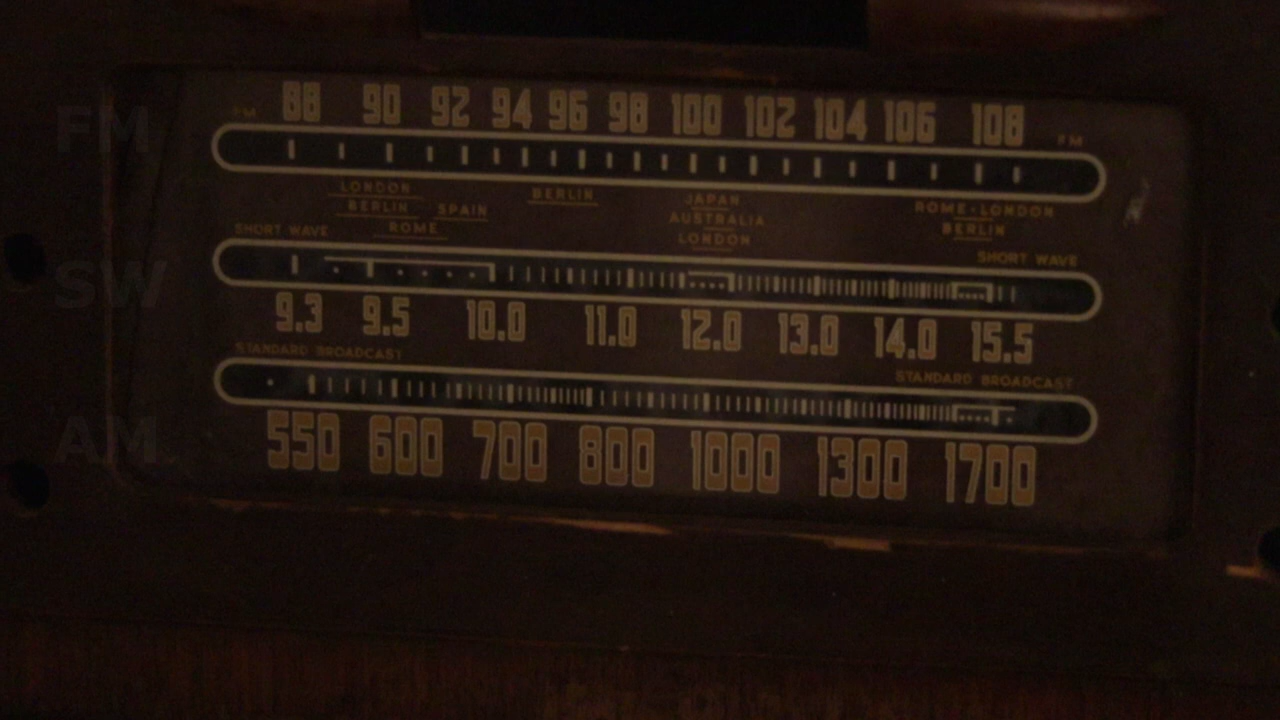 88 90 92 94 96 98 100 102 104 106 108
FM FM
FM
LONDON BERLIN JAPAN ROME·LONDON
BERLIN SPAIN AUSTRALIA BERLIN
ROME LONDON
SHORT WAVE SHORT WAVE
SW
9.3 9.5 10.0 11.0 12.0 13.0 14.0 15.5
STANDARD BROADCAST STANDARD BROADCAST
AM
550 600 700 800 1000 1300 1700